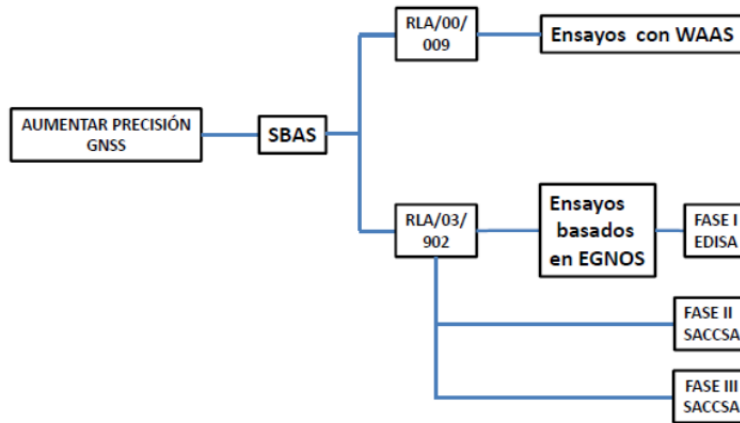 RLA/00/
009
Ensayos con WAAS
AUMENTAR PRECISIÓN
GNSS
SBAS
RLA/03/
902
Ensayos
basados
en EGNOS
FASE I
EDISA
FASE II
SACCSA
FASE III
SACCSA